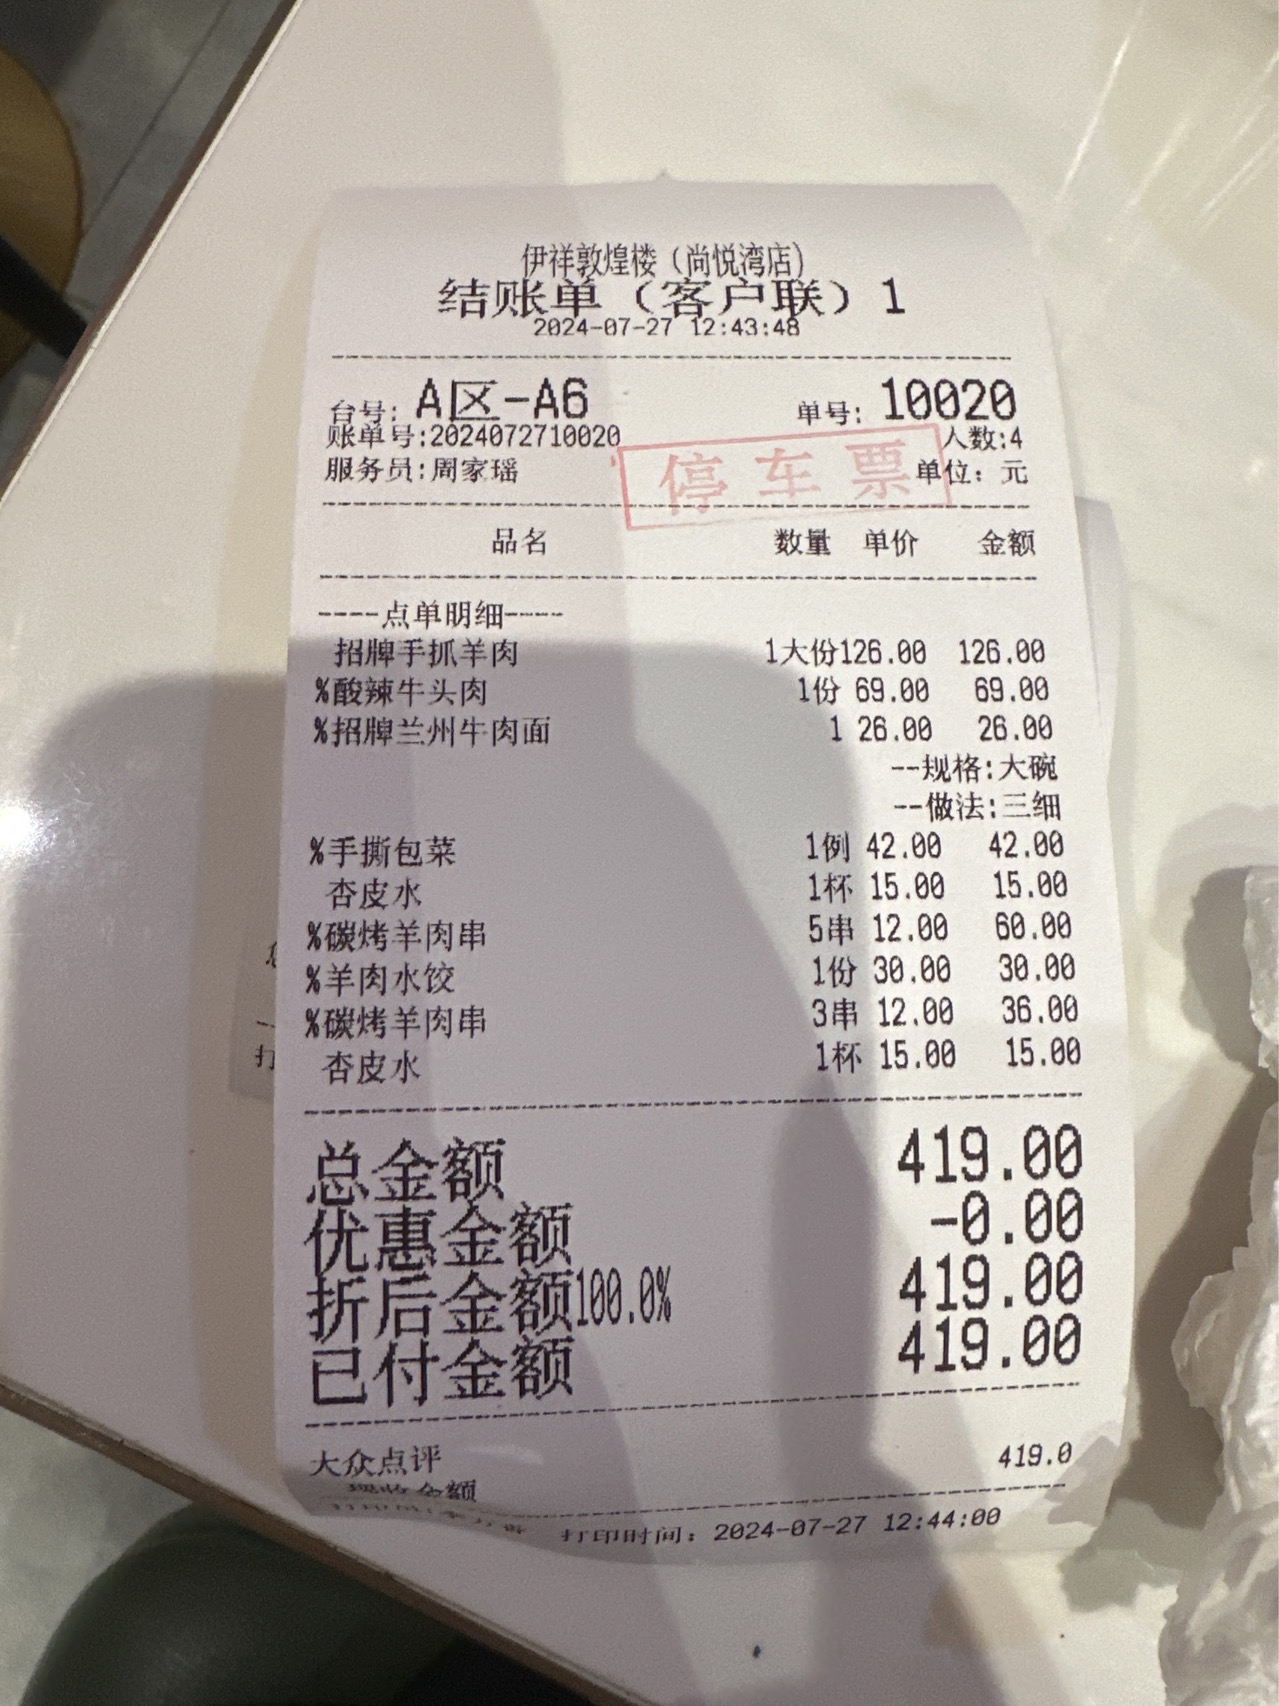 伊祥敦煌楼（尚悦湾店）
结账单（客户联）1
2024-07-27 12:43:48
台号: A区-A6 单号: 10020
账单号:2024072710020 人数:4
服务员:周家瑶 单位: 元
停车票
品名 数量 单价 金额
----点单明细----
招牌手抓羊肉 1大份126.00 126.00
%酸辣牛头肉 1份 69.00 69.00
%招牌兰州牛肉面 1 26.00 26.00
--规格:大碗
--做法:三细
%手撕包菜 1例 42.00 42.00
杏皮水 1杯 15.00 15.00
%碳烤羊肉串 5串 12.00 60.00
%羊肉水饺 1份 30.00 30.00
%碳烤羊肉串 3串 12.00 36.00
杏皮水 1杯 15.00 15.00
总金额 419.00
优惠金额 -0.00
折后金额100.0% 419.00
已付金额 419.00
大众点评 419.0
现收金额
打印时间: 2024-07-27 12:44:00